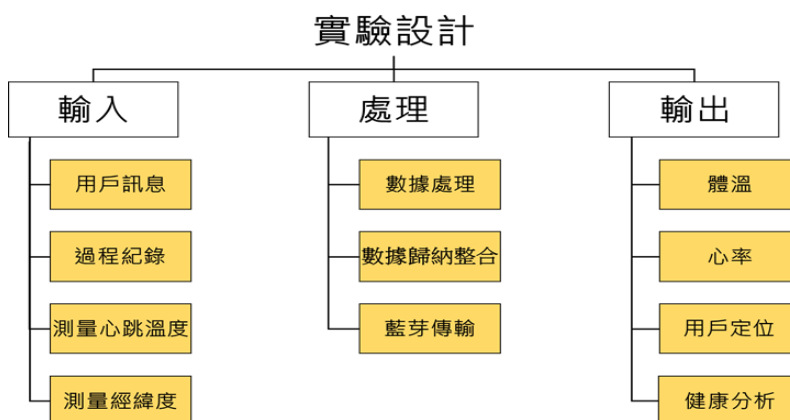 實驗設計
輸入
用戶訊息
過程紀錄
測量心跳溫度
測量經緯度
處理
數據處理
數據歸納整合
藍芽傳輸
輸出
體溫
心率
用戶定位
健康分析